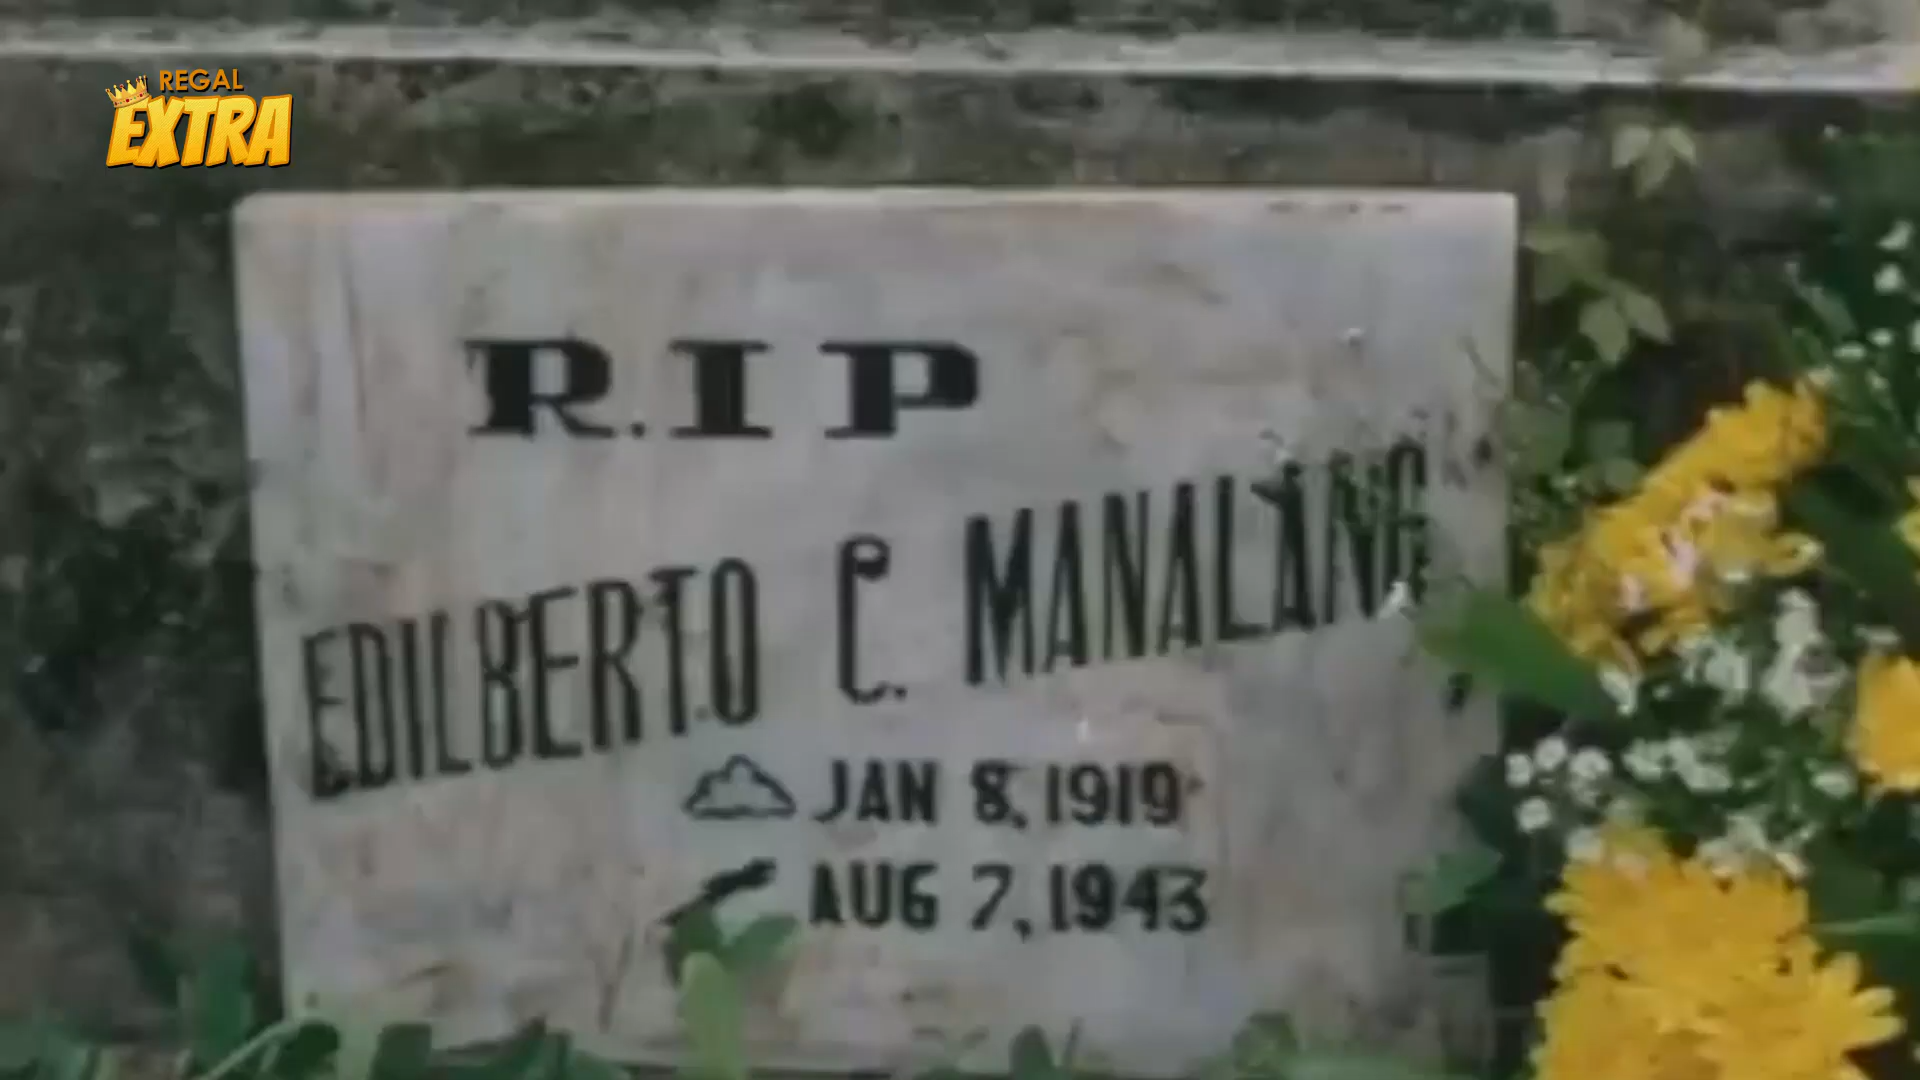 REGAL
EXTRA
R.I P
EDILBERTO C. MANALANG
JAN 8, 1919
AUG 7, 1943